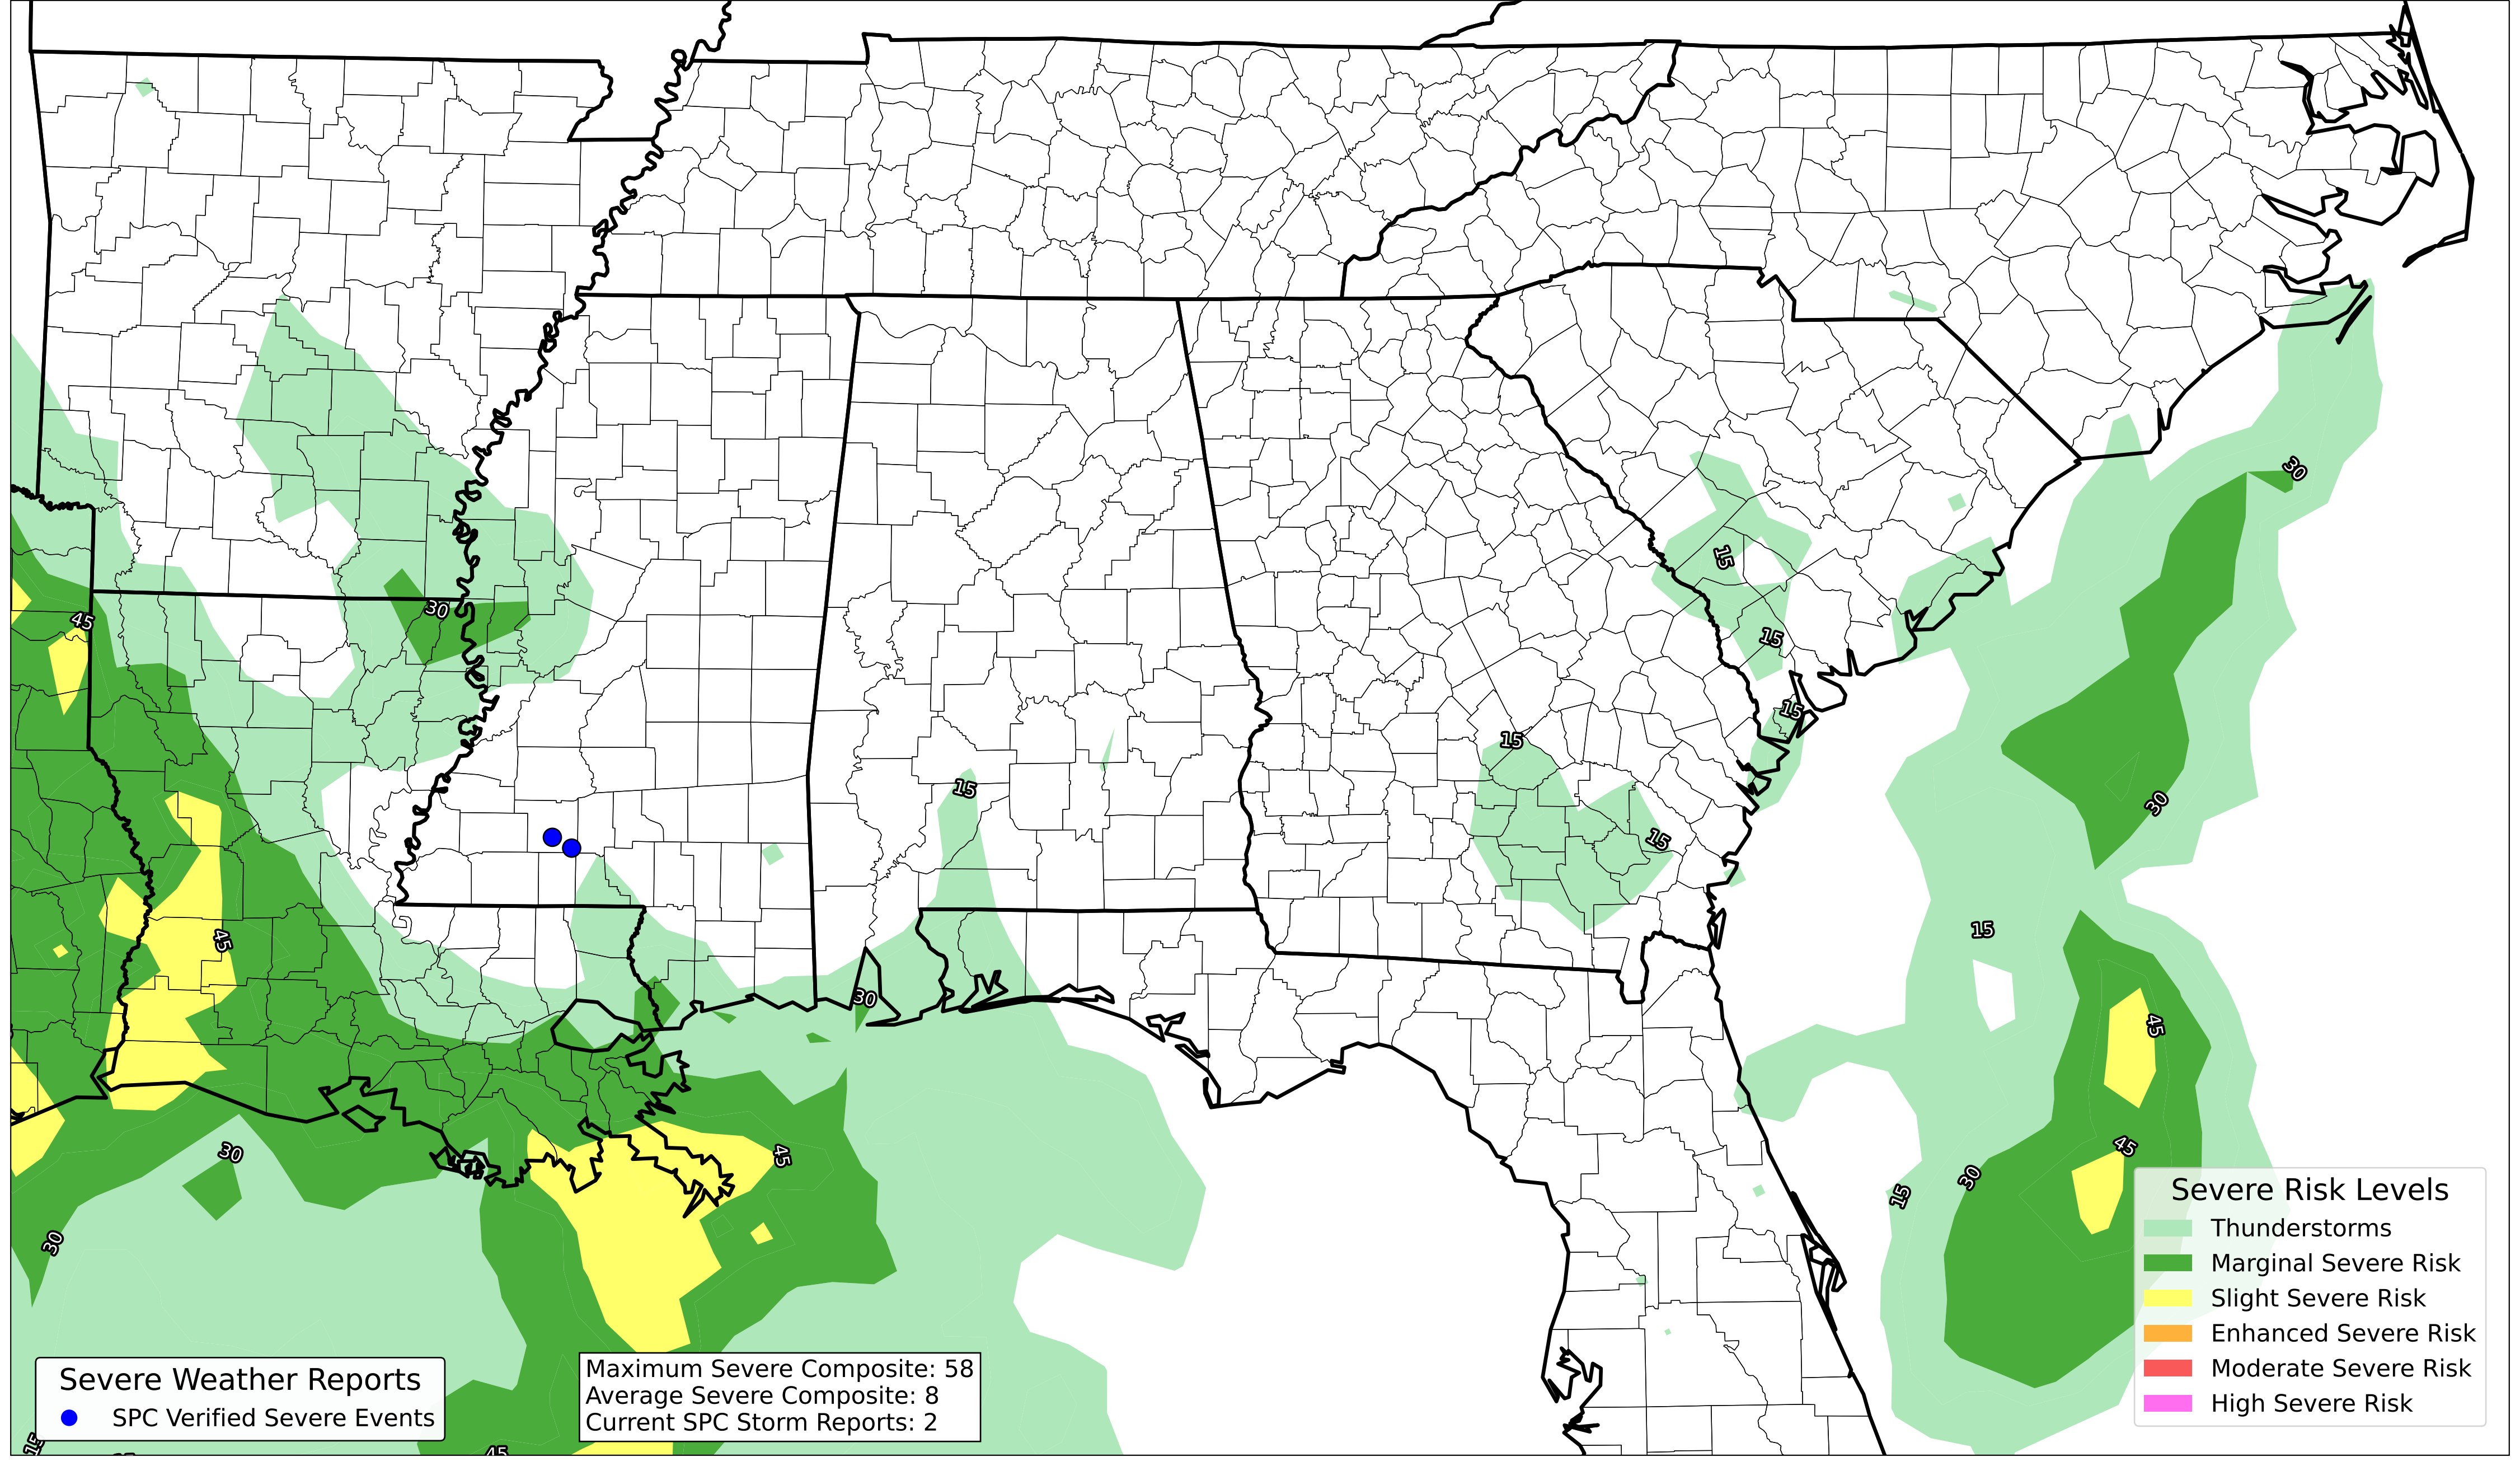 30
45
30
15
15
15
15
15
15
30
45
15
30
45
30
45
45
30
15
30
15
45
Severe Risk Levels
Thunderstorms
Marginal Severe Risk
Slight Severe Risk
Enhanced Severe Risk
Moderate Severe Risk
High Severe Risk
Severe Weather Reports
SPC Verified Severe Events
Maximum Severe Composite: 58
Average Severe Composite: 8
Current SPC Storm Reports: 2